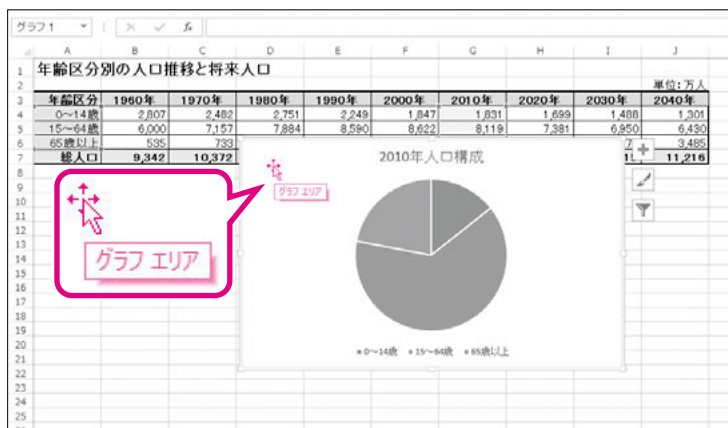 グラフ1 fx
A B C D E F G H I J
1 年齢区分別の人口推移と将来人口
2 単位:万人
3 年齢区分 1960年 1970年 1980年 1990年 2000年 2010年 2020年 2030年 2040年
4 0~14歳 2,807 2,482 2,751 2,249 1,847 1,831 1,699 1,488 1,301
5 15~64歳 6,000 7,157 7,884 8,590 8,622 8,119 7,381 6,950 6,430
6 65歳以上 535 733 3,485
7 総人口 9,342 10,372 11,216
2010年人口構成
グラフ エリア
グラフ エリア
■0~14歳 ■15~64歳 ■65歳以上
8
9
10
11
12
13
14
15
16
17
18
19
20
21
22
23
24
25